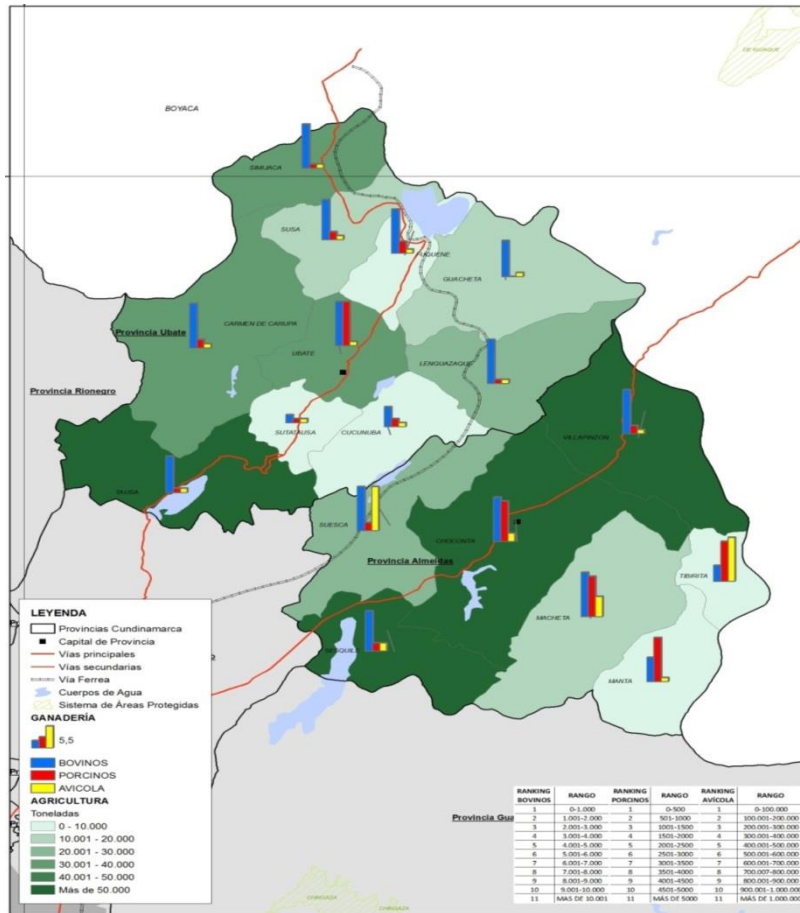 DE IGUAQUE
BOYACA
SIMIJACA
SUSA
FUQUENE
GUACHETA
CARMEN DE CARUPA
Provincia Ubate
UBATE
LENGUAZAQUE
Provincia Rionegro
VILLAPINZON
SUTATAUSA
CUCUNUBA
TAUSA
SUESCA
CHOCONTA
Provincia Almeidas
TIBIRITA
MACHETA
SESQUILE
MANTA
LEYENDA
Provincias Cundinamarca
Capital de Provincia
Vías principales
Vías secundarias
Vía Ferrea
Cuerpos de Agua
Sistema de Áreas Protegidas
GANADERÍA
5,5
BOVINOS
PORCINOS
AVICOLA
AGRICULTURA
Toneladas
0 - 10.000
10.001 - 20.000
20.001 - 30.000
30.001 - 40.000
40.001 - 50.000
Más de 50.000
Provincia Gua
RANKING BOVINOS RANGO RANKING PORCINOS RANGO RANKING AVÍCOLA RANGO
1 0-1.000 1 0-500 1 0-100.000
2 1.001-2.000 2 501-1000 2 100.001-200.000
3 2.001-3.000 3 1001-1500 3 200.001-300.000
4 3.001-4.000 4 1501-2000 4 300.001-400.000
5 4.001-5.000 5 2001-2500 5 400.001-500.000
6 5.001-6.000 6 2501-3000 6 500.001-600.000
7 6.001-7.000 7 3001-3500 7 600.001-700.000
8 7.001-8.000 8 3501-4000 8 700.007-800.000
9 8.001-9.000 9 4001-4500 9 800.001-900.000
10 9.001-10.000 10 4501-5000 10 900.001-1.000.000
11 MAS DE 10.001 11 MÁS DE 5000 11 MÁS DE 1.000.000
CHINGAZA
CHINGAZA